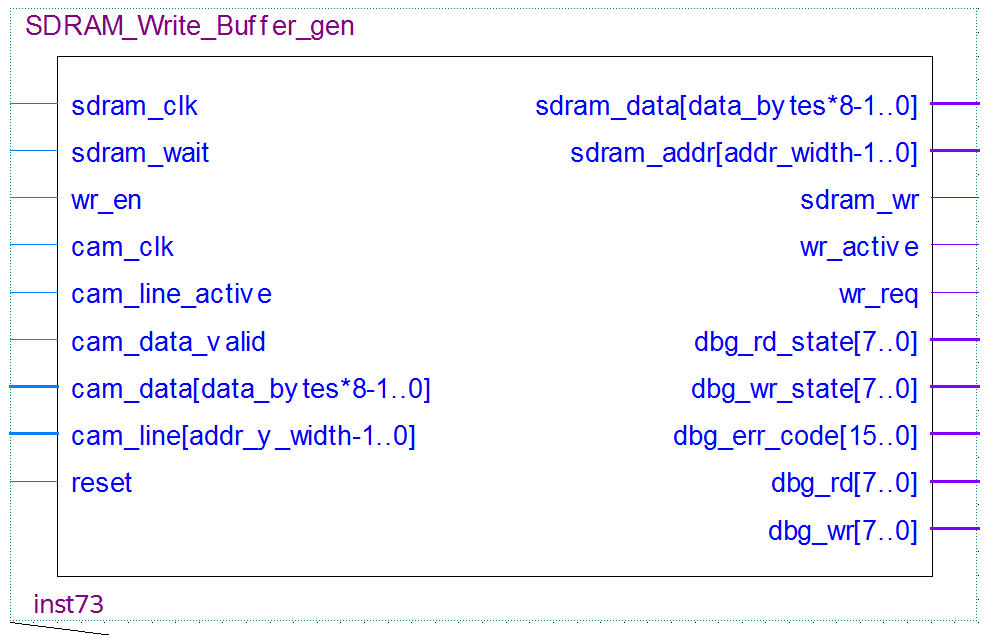 SDRAM_Write_Buffer_gen
sdram_clk sdram_data[data_bytes*8-1..0]
sdram_wait sdram_addr[addr_width-1..0]
wr_en sdram_wr
cam_clk wr_active
cam_line_active wr_req
cam_data_valid dbg_rd_state[7..0]
cam_data[data_bytes*8-1..0] dbg_wr_state[7..0]
cam_line[addr_y_width-1..0] dbg_err_code[15..0]
reset dbg_rd[7..0]
dbg_wr[7..0]
inst73